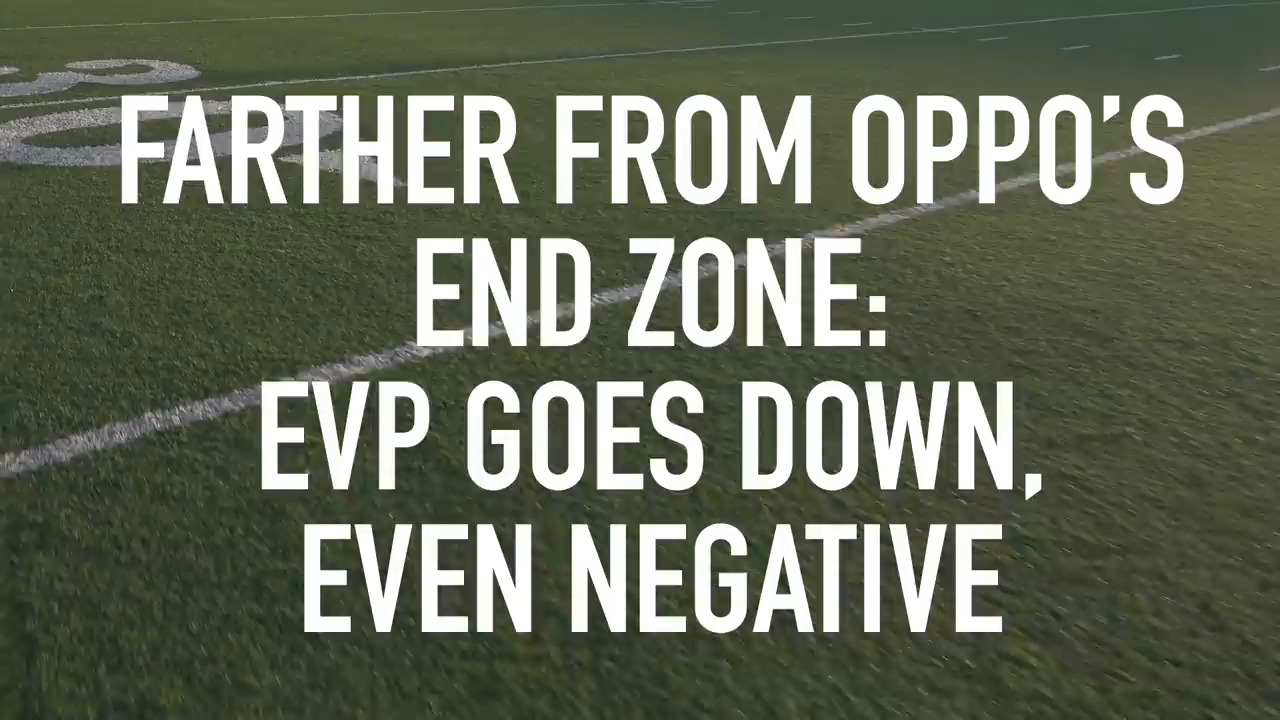 FARTHER FROM OPPO'S
END ZONE:
EVP GOES DOWN,
EVEN NEGATIVE